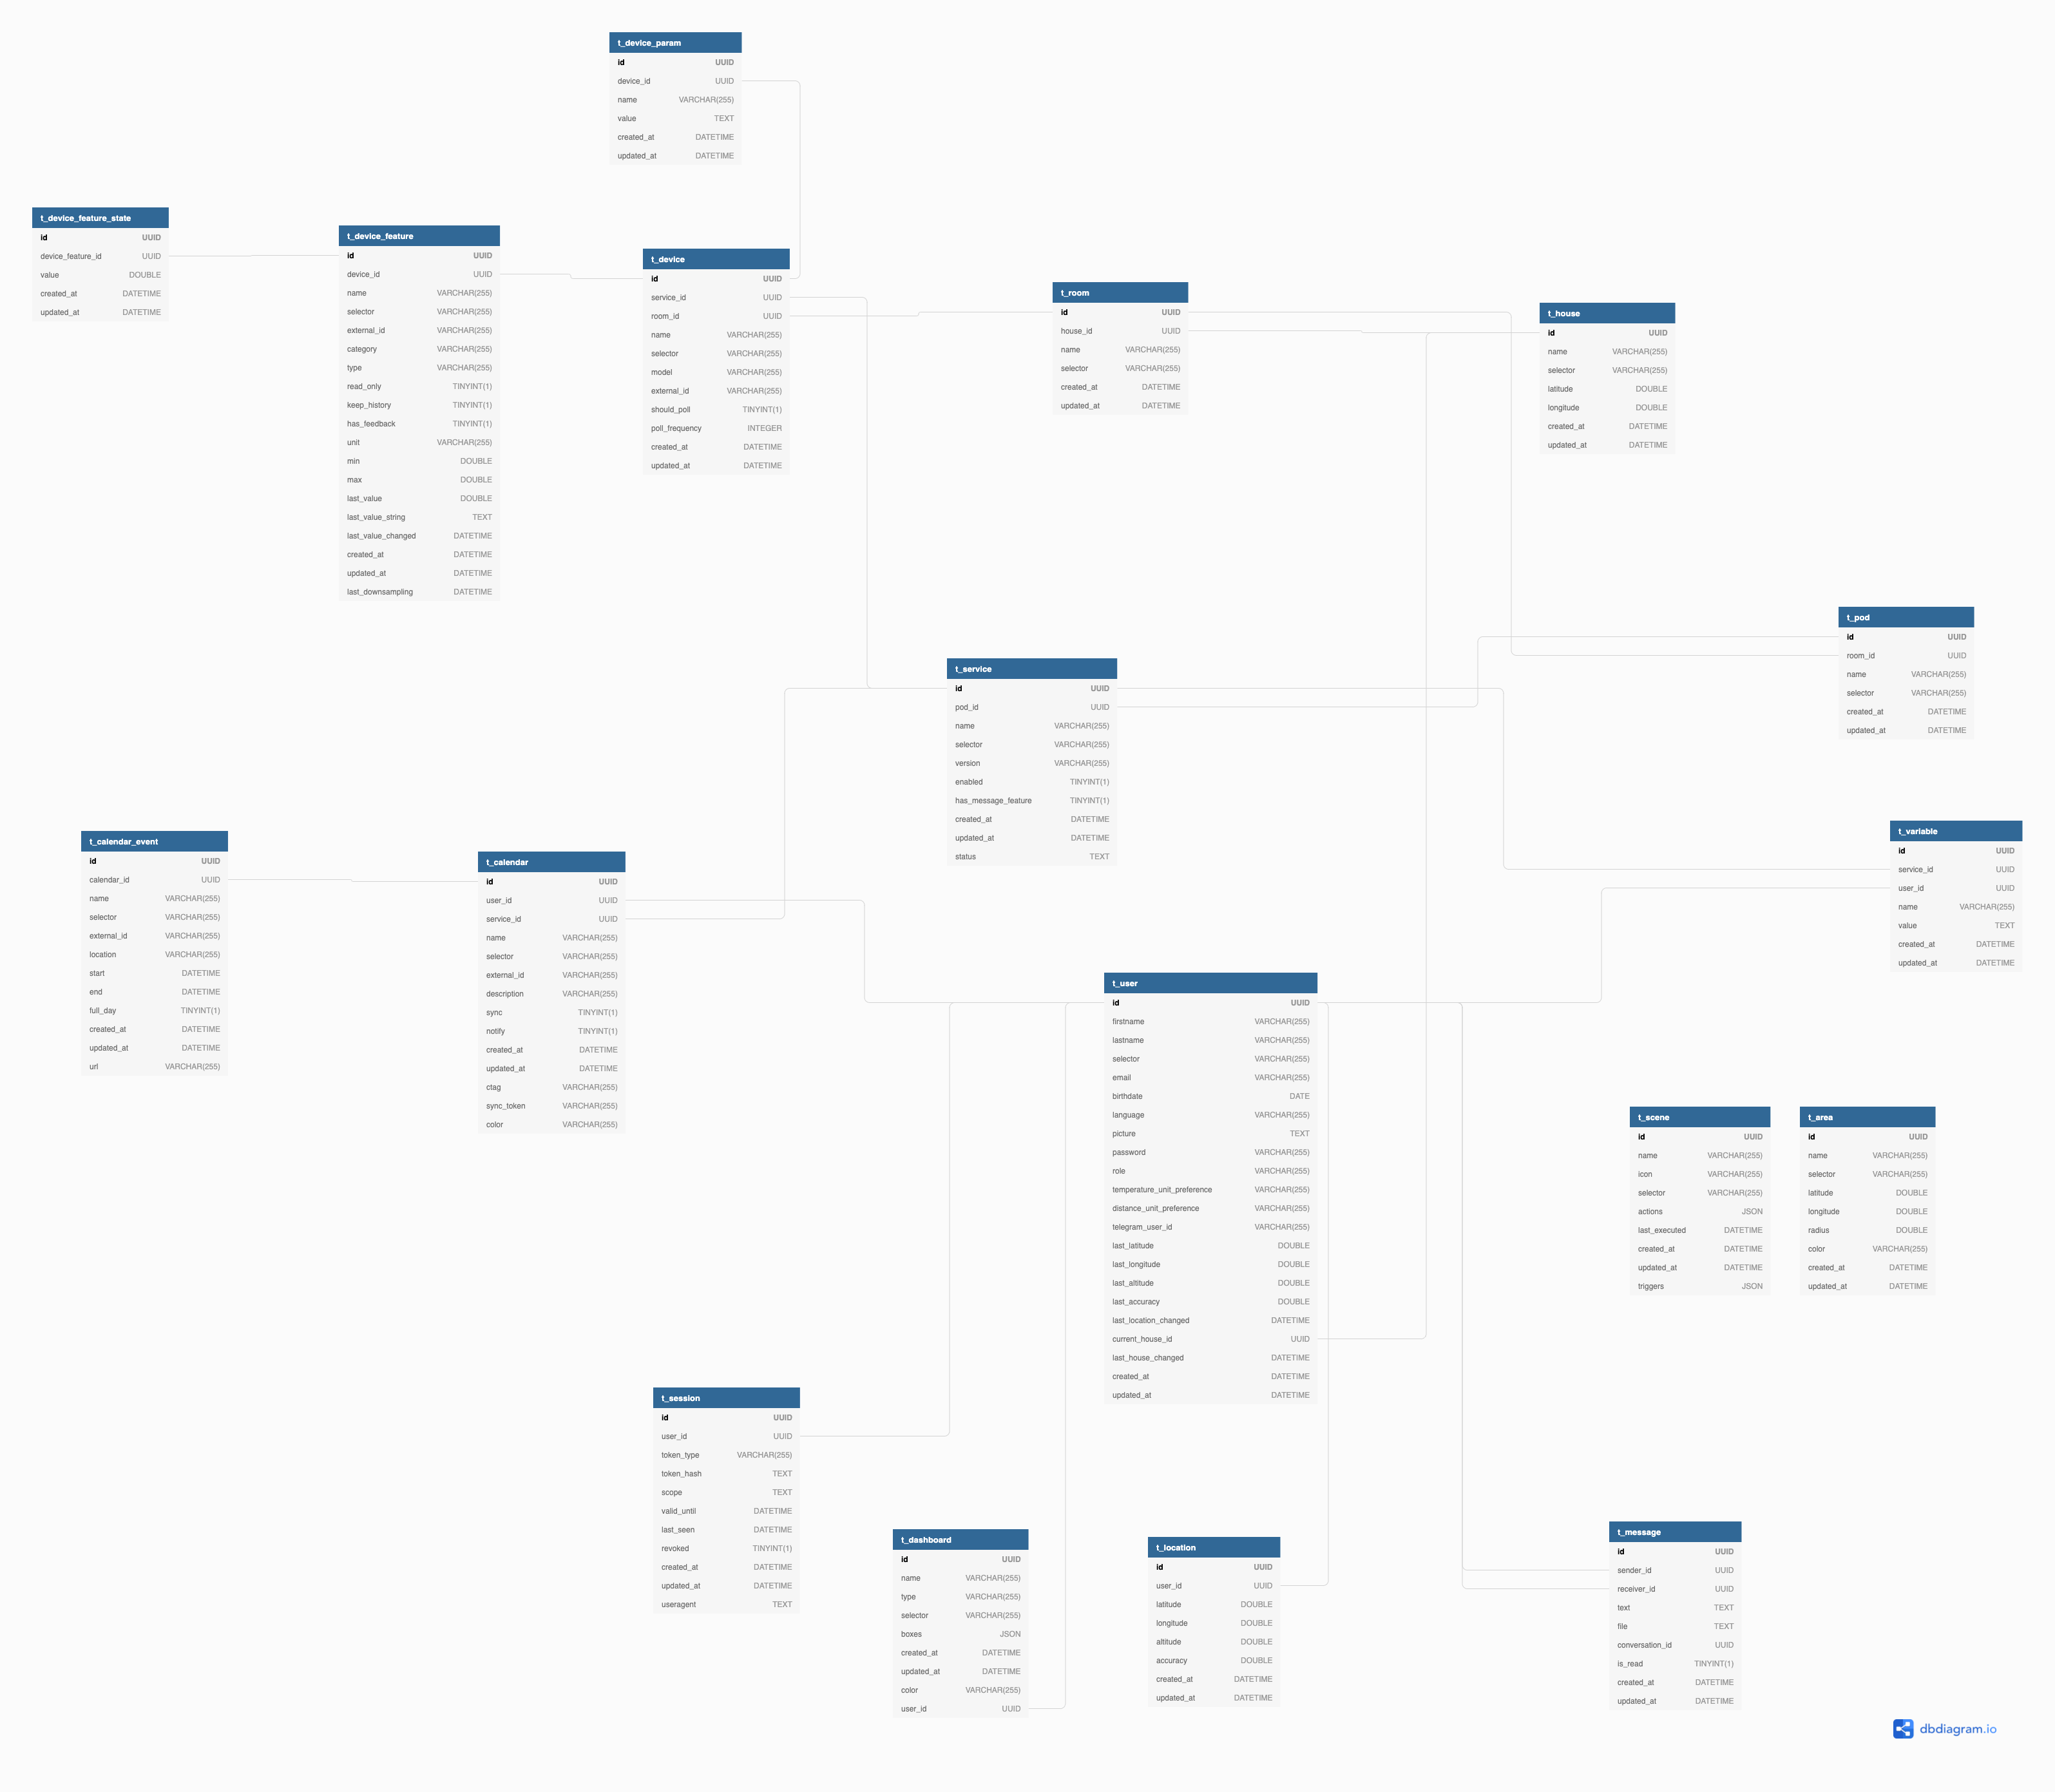 t_device_param
id UUID
device_id UUID
name VARCHAR(255)
value TEXT
created_at DATETIME
updated_at DATETIME
t_device_feature_state
id UUID
device_feature_id UUID
value DOUBLE
created_at DATETIME
updated_at DATETIME
t_device_feature
id UUID
device_id UUID
name VARCHAR(255)
selector VARCHAR(255)
external_id VARCHAR(255)
category VARCHAR(255)
type VARCHAR(255)
read_only TINYINT(1)
keep_history TINYINT(1)
has_feedback TINYINT(1)
unit VARCHAR(255)
min DOUBLE
max DOUBLE
last_value DOUBLE
last_value_string TEXT
last_value_changed DATETIME
created_at DATETIME
updated_at DATETIME
last_downsampling DATETIME
t_device
id UUID
service_id UUID
room_id UUID
name VARCHAR(255)
selector VARCHAR(255)
model VARCHAR(255)
external_id VARCHAR(255)
should_poll TINYINT(1)
poll_frequency INTEGER
created_at DATETIME
updated_at DATETIME
t_room
id UUID
house_id UUID
name VARCHAR(255)
selector VARCHAR(255)
created_at DATETIME
updated_at DATETIME
t_house
id UUID
name VARCHAR(255)
selector VARCHAR(255)
latitude DOUBLE
longitude DOUBLE
created_at DATETIME
updated_at DATETIME
t_pod
id UUID
room_id UUID
name VARCHAR(255)
selector VARCHAR(255)
created_at DATETIME
updated_at DATETIME
t_service
id UUID
pod_id UUID
name VARCHAR(255)
selector VARCHAR(255)
version VARCHAR(255)
enabled TINYINT(1)
has_message_feature TINYINT(1)
created_at DATETIME
updated_at DATETIME
status TEXT
t_variable
id UUID
service_id UUID
user_id UUID
name VARCHAR(255)
value TEXT
created_at DATETIME
updated_at DATETIME
t_calendar_event
id UUID
calendar_id UUID
name VARCHAR(255)
selector VARCHAR(255)
external_id VARCHAR(255)
location VARCHAR(255)
start DATETIME
end DATETIME
full_day TINYINT(1)
created_at DATETIME
updated_at DATETIME
url VARCHAR(255)
t_calendar
id UUID
user_id UUID
service_id UUID
name VARCHAR(255)
selector VARCHAR(255)
external_id VARCHAR(255)
description VARCHAR(255)
sync TINYINT(1)
notify TINYINT(1)
created_at DATETIME
updated_at DATETIME
ctag VARCHAR(255)
sync_token VARCHAR(255)
color VARCHAR(255)
t_user
id UUID
firstname VARCHAR(255)
lastname VARCHAR(255)
selector VARCHAR(255)
email VARCHAR(255)
birthdate DATE
language VARCHAR(255)
picture TEXT
password VARCHAR(255)
role VARCHAR(255)
temperature_unit_preference VARCHAR(255)
distance_unit_preference VARCHAR(255)
telegram_user_id VARCHAR(255)
last_latitude DOUBLE
last_longitude DOUBLE
last_altitude DOUBLE
last_accuracy DOUBLE
last_location_changed DATETIME
current_house_id UUID
last_house_changed DATETIME
created_at DATETIME
updated_at DATETIME
t_scene
id UUID
name VARCHAR(255)
icon VARCHAR(255)
selector VARCHAR(255)
actions JSON
last_executed DATETIME
created_at DATETIME
updated_at DATETIME
triggers JSON
t_area
id UUID
name VARCHAR(255)
selector VARCHAR(255)
latitude DOUBLE
longitude DOUBLE
radius DOUBLE
color VARCHAR(255)
created_at DATETIME
updated_at DATETIME
t_session
id UUID
user_id UUID
token_type VARCHAR(255)
token_hash TEXT
scope TEXT
valid_until DATETIME
last_seen DATETIME
revoked TINYINT(1)
created_at DATETIME
updated_at DATETIME
useragent TEXT
t_dashboard
id UUID
name VARCHAR(255)
type VARCHAR(255)
selector VARCHAR(255)
boxes JSON
created_at DATETIME
updated_at DATETIME
color VARCHAR(255)
user_id UUID
t_location
id UUID
user_id UUID
latitude DOUBLE
longitude DOUBLE
altitude DOUBLE
accuracy DOUBLE
created_at DATETIME
updated_at DATETIME
t_message
id UUID
sender_id UUID
receiver_id UUID
text TEXT
file TEXT
conversation_id UUID
is_read TINYINT(1)
created_at DATETIME
updated_at DATETIME
dbdiagram.io